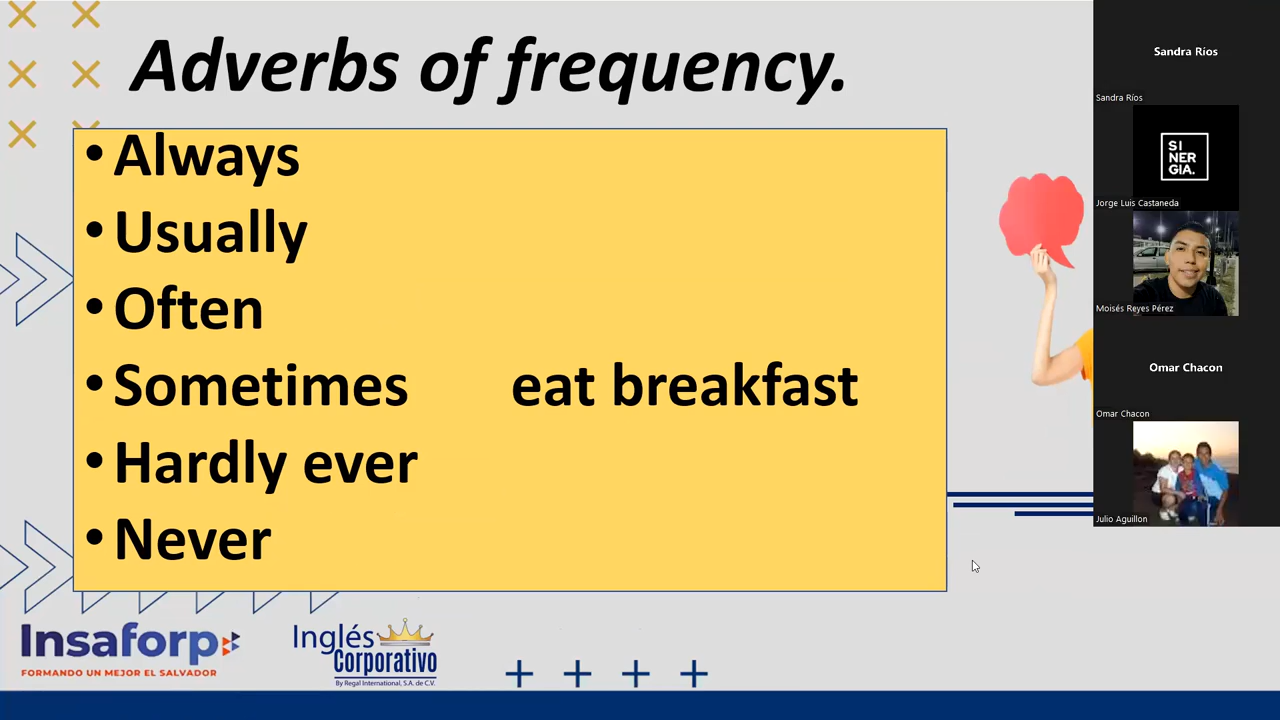 Adverbs of frequency.
• Always
• Usually
• Often
• Sometimes eat breakfast
• Hardly ever
• Never
Insaforp
FORMANDO UN MEJOR EL SALVADOR
Inglés
Corporativo
By Regal International, S.A. de C.V.
Sandra Ríos
Sandra Ríos
SI
NER
GIA.
Jorge Luis Castaneda
Moisés Reyes Pérez
Omar Chacon
Omar Chacon
Julio Aguillon